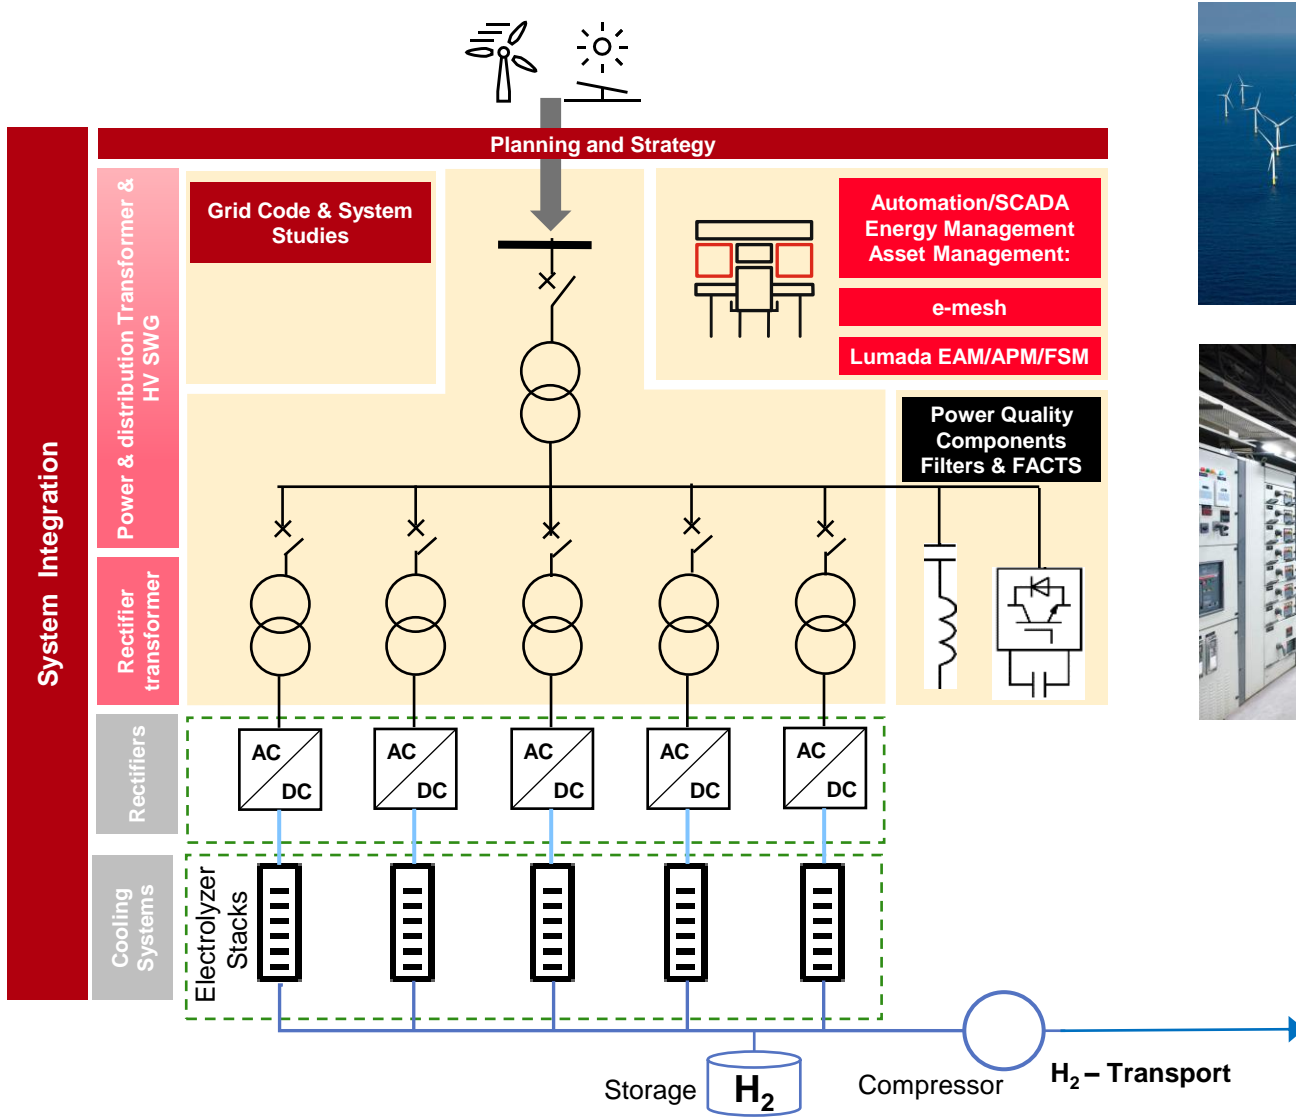 Planning and Strategy
System Integration
Power & distribution Transformer &
HV SWG
Grid Code & System
Studies
Automation/SCADA
Energy Management
Asset Management:
e-mesh
Lumada EAM/APM/FSM
Power Quality
Components
Filters & FACTS
Rectifier
transformer
Rectifiers
AC
DC
AC
DC
AC
DC
AC
DC
AC
DC
Cooling
Systems
Electrolyzer
Stacks
Storage
H2
Compressor
H2 – Transport